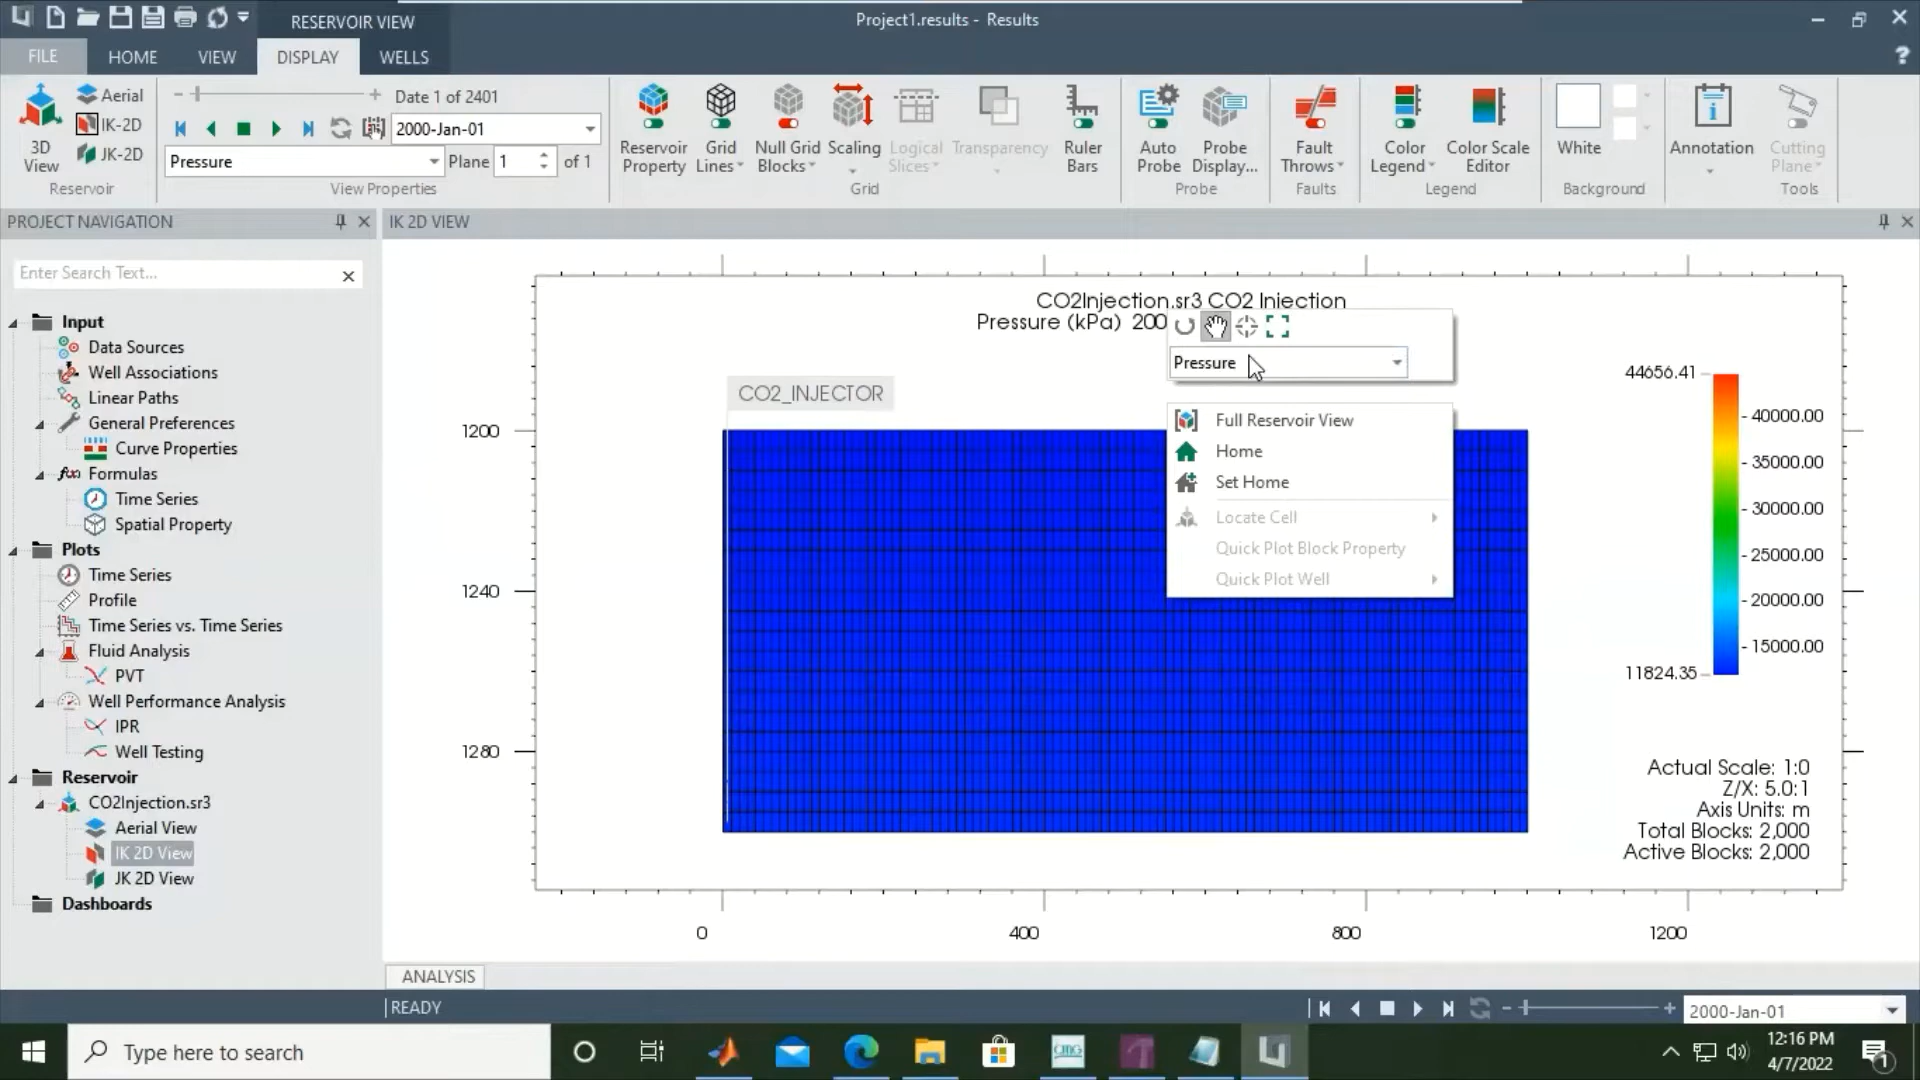 RESERVOIR VIEW
Project1.results - Results
FILE
HOME
VIEW
DISPLAY
WELLS
?
3D View
Aerial
IK-2D
JK-2D
Reservoir
Date 1 of 2401
2000-Jan-01
Pressure
Plane 1 of 1
View Properties
Reservoir Property
Grid Lines
Null Grid Blocks
Scaling
Logical Slices
Transparency
Ruler Bars
Grid
Auto Probe
Probe Display...
Probe
Fault Throws
Faults
Color Legend
Color Scale Editor
Legend
White
Background
Annotation
Cutting Plane
Tools
PROJECT NAVIGATION
Enter Search Text...
Input
Data Sources
Well Associations
Linear Paths
General Preferences
Curve Properties
Formulas
Time Series
Spatial Property
Plots
Time Series
Profile
Time Series vs. Time Series
Fluid Analysis
PVT
Well Performance Analysis
IPR
Well Testing
Reservoir
CO2Injection.sr3
Aerial View
IK 2D View
JK 2D View
Dashboards
IK 2D VIEW
CO2Injection.sr3 CO2 Injection
Pressure (kPa) 200
Pressure
CO2_INJECTOR
Full Reservoir View
Home
Set Home
Locate Cell
Quick Plot Block Property
Quick Plot Well
1200
1240
1280
0
400
800
1200
44656.41
40000.00
35000.00
30000.00
25000.00
20000.00
15000.00
11824.35
Actual Scale: 1:0
Z/X: 5.0:1
Axis Units: m
Total Blocks: 2,000
Active Blocks: 2,000
ANALYSIS
READY
2000-Jan-01
Type here to search
CMG
12:16 PM
4/7/2022
1